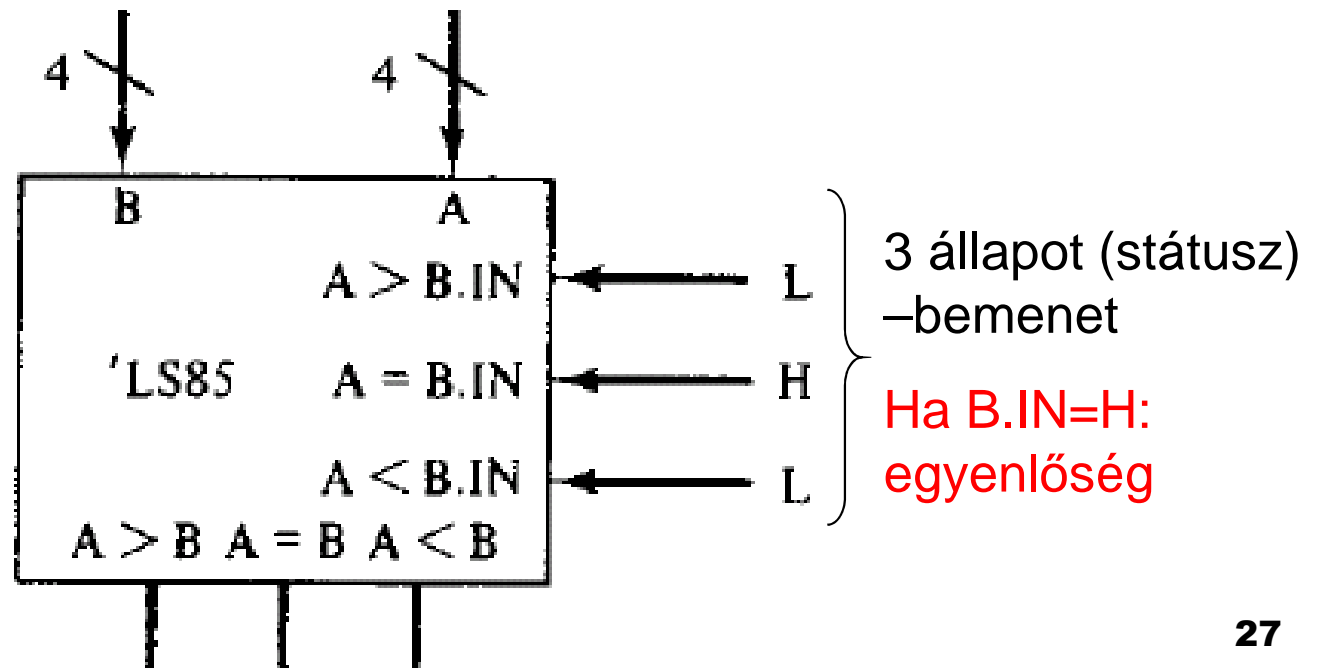 4 4
B A
A > B.IN L
'LS85 A = B.IN H
A < B.IN L
A > B A = B A < B
3 állapot (státusz)
–bemenet
Ha B.IN=H:
egyenlőség
27